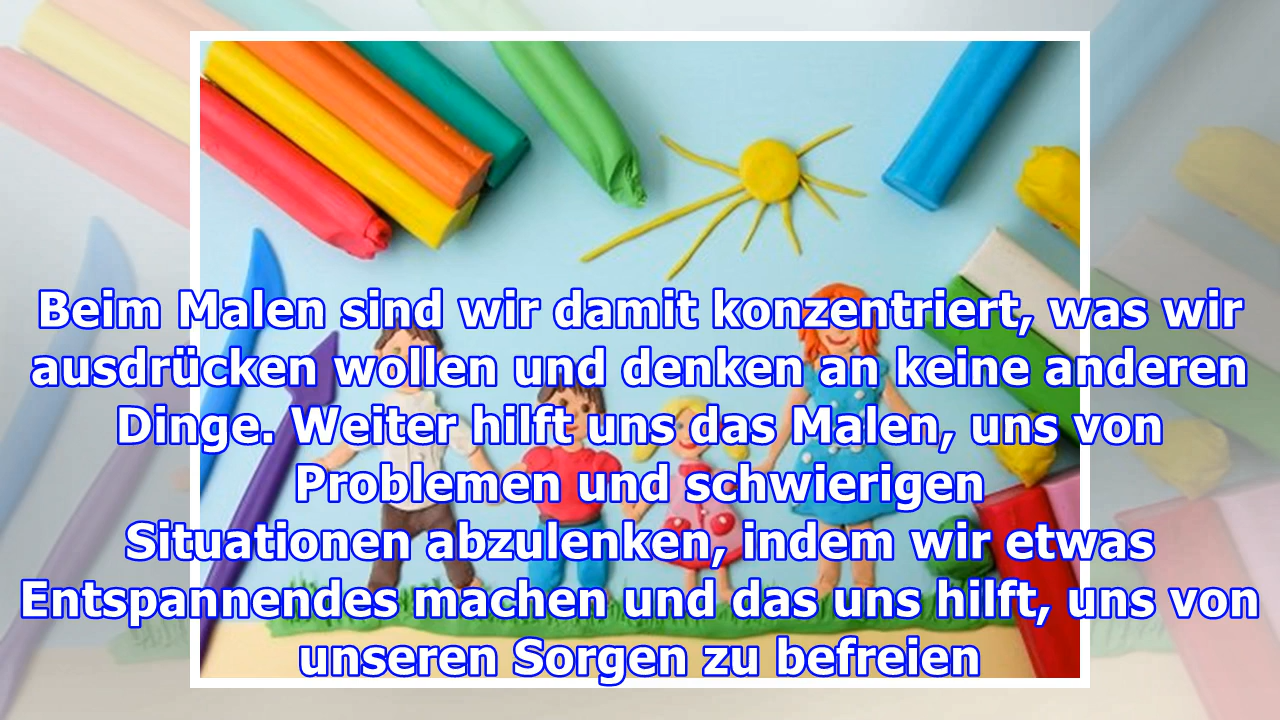 Beim Malen sind wir damit konzentriert, was wir
ausdrücken wollen und denken an keine anderen
Dinge. Weiter hilft uns das Malen, uns von
Problemen und schwierigen
Situationen abzulenken, indem wir etwas
Entspannendes machen und das uns hilft, uns von
unseren Sorgen zu befreien